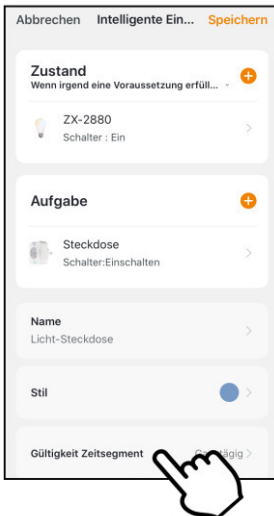 Abbrechen Intelligente Ein... Speichern
Zustand
Wenn irgend eine Voraussetzung erfüll...
ZX-2880
Schalter : Ein
Aufgabe
Steckdose
Schalter:Einschalten
Name
Licht-Steckdose
Stil
Gültigkeit Zeitsegment